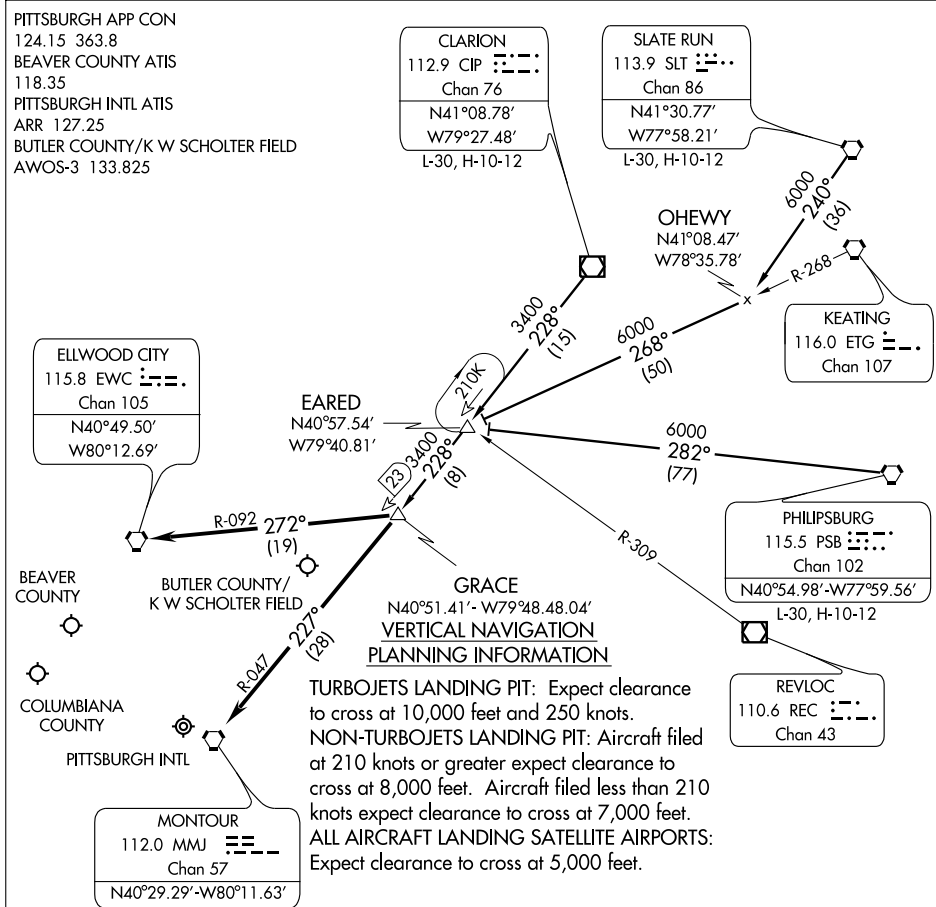 PITTSBURGH APP CON
124.15 363.8
BEAVER COUNTY ATIS
118.35
PITTSBURGH INTL ATIS
ARR 127.25
BUTLER COUNTY/K W SCHOLTER FIELD
AWOS-3 133.825
CLARION
112.9 CIP
Chan 76
N41°08.78'
W79°27.48'
L-30, H-10-12
SLATE RUN
113.9 SLT
Chan 86
N41°30.77'
W77°58.21'
L-30, H-10-12
6000
240°
(36)
OHEWY
N41°08.47'
W78°35.78'
x
R-268
KEATING
116.0 ETG
Chan 107
3400
228°
(15)
6000
268°
(50)
210K
ELLWOOD CITY
115.8 EWC
Chan 105
N40°49.50'
W80°12.69'
EARED
N40°57.54'
W79°40.81'
6000
282°
(77)
23
3400
228°
(8)
PHILIPSBURG
115.5 PSB
Chan 102
N40°54.98'-W77°59.56'
L-30, H-10-12
R-309
R-092
272°
(19)
BUTLER COUNTY/
K W SCHOLTER FIELD
BEAVER
COUNTY
GRACE
N40°51.41'- W79°48.48.04'
227°
(28)
R-047
COLUMBIANA
COUNTY
PITTSBURGH INTL
REVLOC
110.6 REC
Chan 43
VERTICAL NAVIGATION
PLANNING INFORMATION
TURBOJETS LANDING PIT: Expect clearance
to cross at 10,000 feet and 250 knots.
NON-TURBOJETS LANDING PIT: Aircraft filed
at 210 knots or greater expect clearance to
cross at 8,000 feet. Aircraft filed less than 210
knots expect clearance to cross at 7,000 feet.
ALL AIRCRAFT LANDING SATELLITE AIRPORTS:
Expect clearance to cross at 5,000 feet.
MONTOUR
112.0 MMJ
Chan 57
N40°29.29'-W80°11.63'